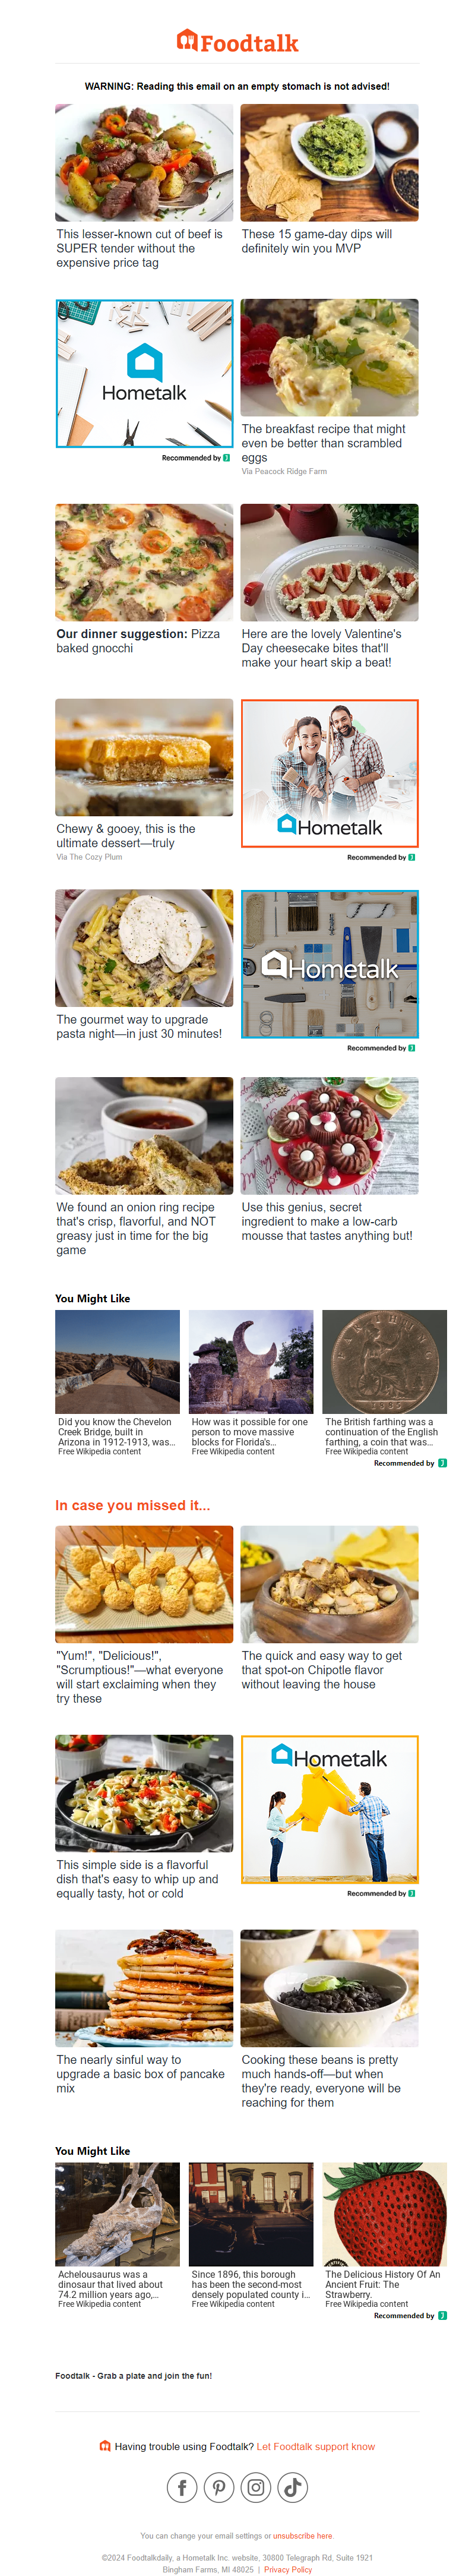 Foodtalk
WARNING: Reading this email on an empty stomach is not advised!
This lesser-known cut of beef is
SUPER tender without the
expensive price tag
These 15 game-day dips will
definitely win you MVP
Hometalk
Recommended by
The breakfast recipe that might
even be better than scrambled
eggs
Via Peacock Ridge Farm
Our dinner suggestion: Pizza
baked gnocchi
Here are the lovely Valentine's
Day cheesecake bites that'll
make your heart skip a beat!
Chewy & gooey, this is the
ultimate dessert—truly
Via The Cozy Plum
Hometalk
Recommended by
The gourmet way to upgrade
pasta night—in just 30 minutes!
Hometalk
Recommended by
We found an onion ring recipe
that's crisp, flavorful, and NOT
greasy just in time for the big
game
Use this genius, secret
ingredient to make a low-carb
mousse that tastes anything but!
You Might Like
Did you know the Chevelon
Creek Bridge, built in
Arizona in 1912-1913, was...
Free Wikipedia content
How was it possible for one
person to move massive
blocks for Florida's...
Free Wikipedia content
FARTHING
The British farthing was a
continuation of the English
farthing, a coin that was...
Free Wikipedia content
Recommended by
In case you missed it...
"Yum!", "Delicious!",
"Scrumptious!"—what everyone
will start exclaiming when they
try these
The quick and easy way to get
that spot-on Chipotle flavor
without leaving the house
This simple side is a flavorful
dish that's easy to whip up and
equally tasty, hot or cold
Hometalk
Recommended by
The nearly sinful way to
upgrade a basic box of pancake
mix
Cooking these beans is pretty
much hands-off—but when
they're ready, everyone will be
reaching for them
You Might Like
Achelousaurus was a
dinosaur that lived about
74.2 million years ago,...
Free Wikipedia content
Since 1896, this borough
has been the second-most
densely populated county i...
Free Wikipedia content
The Delicious History Of An
Ancient Fruit: The
Strawberry.
Free Wikipedia content
Recommended by
Foodtalk - Grab a plate and join the fun!
Having trouble using Foodtalk? Let Foodtalk support know
You can change your email settings or unsubscribe here.
©2024 Foodtalkdaily, a Hometalk Inc. website, 30800 Telegraph Rd, Suite 1921
Bingham Farms, MI 48025 | Privacy Policy